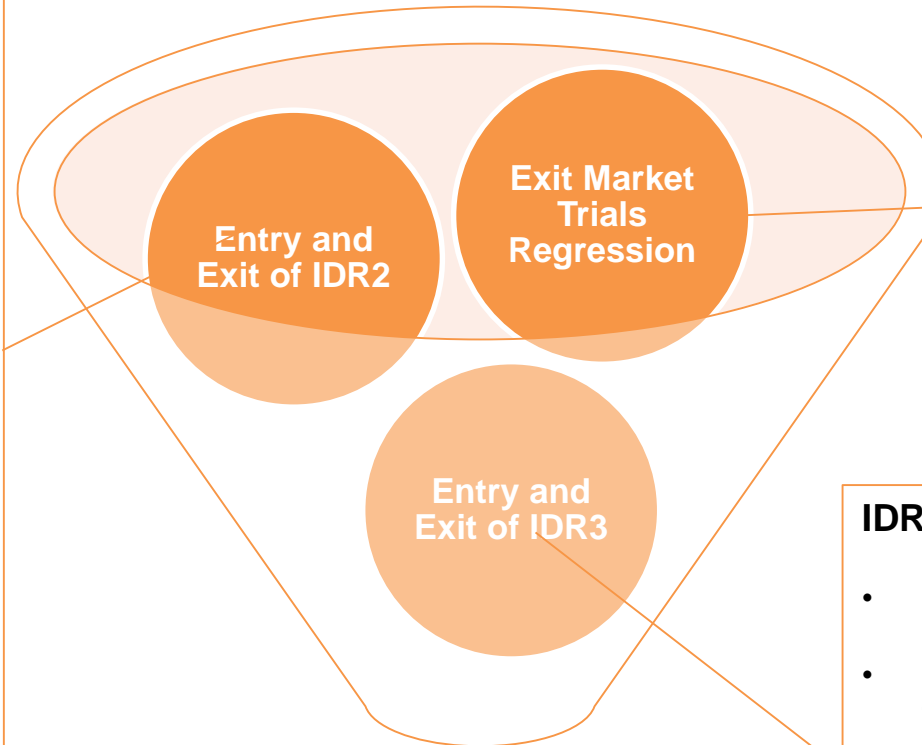 Exit Market
Trials
Regression
Entry and
Exit of IDR2
Entry and
Exit of IDR3
IDR
•
•